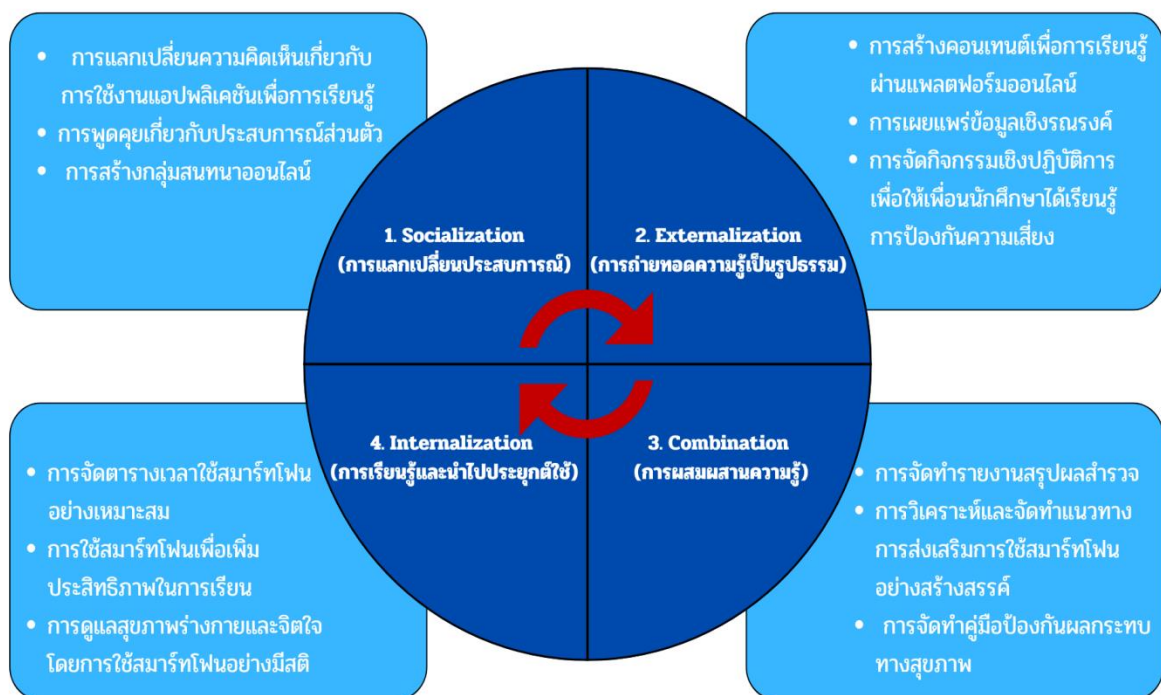 • การแลกเปลี่ยนความคิดเห็นเกี่ยวกับ
การใช้งานแอปพลิเคชันเพื่อการเรียนรู้
• การพูดคุยเกี่ยวกับประสบการณ์ส่วนตัว
• การสร้างกลุ่มสนทนาออนไลน์
• การสร้างคอนเทนต์เพื่อการเรียนรู้
ผ่านแพลตฟอร์มออนไลน์
• การเผยแพร่ข้อมูลเชิงรณรงค์
• การจัดกิจกรรมเชิงปฏิบัติการ
เพื่อให้เพื่อนนักศึกษาได้เรียนรู้
การป้องกันความเสี่ยง
1. Socialization
(การแลกเปลี่ยนประสบการณ์)
2. Externalization
(การถ่ายทอดความรู้เป็นรูปธรรม)
4. Internalization
(การเรียนรู้และนำไปประยุกต์ใช้)
3. Combination
(การผสมผสานความรู้)
• การจัดตารางเวลาใช้สมาร์ทโฟน
อย่างเหมาะสม
• การใช้สมาร์ทโฟนเพื่อเพิ่ม
ประสิทธิภาพในการเรียน
• การดูแลสุขภาพร่างกายและจิตใจ
โดยการใช้สมาร์ทโฟนอย่างมีสติ
• การจัดทำรายงานสรุปผลสำรวจ
• การวิเคราะห์และจัดทำแนวทาง
การส่งเสริมการใช้สมาร์ทโฟน
อย่างสร้างสรรค์
• การจัดทำคู่มือป้องกันผลกระทบ
ทางสุขภาพ